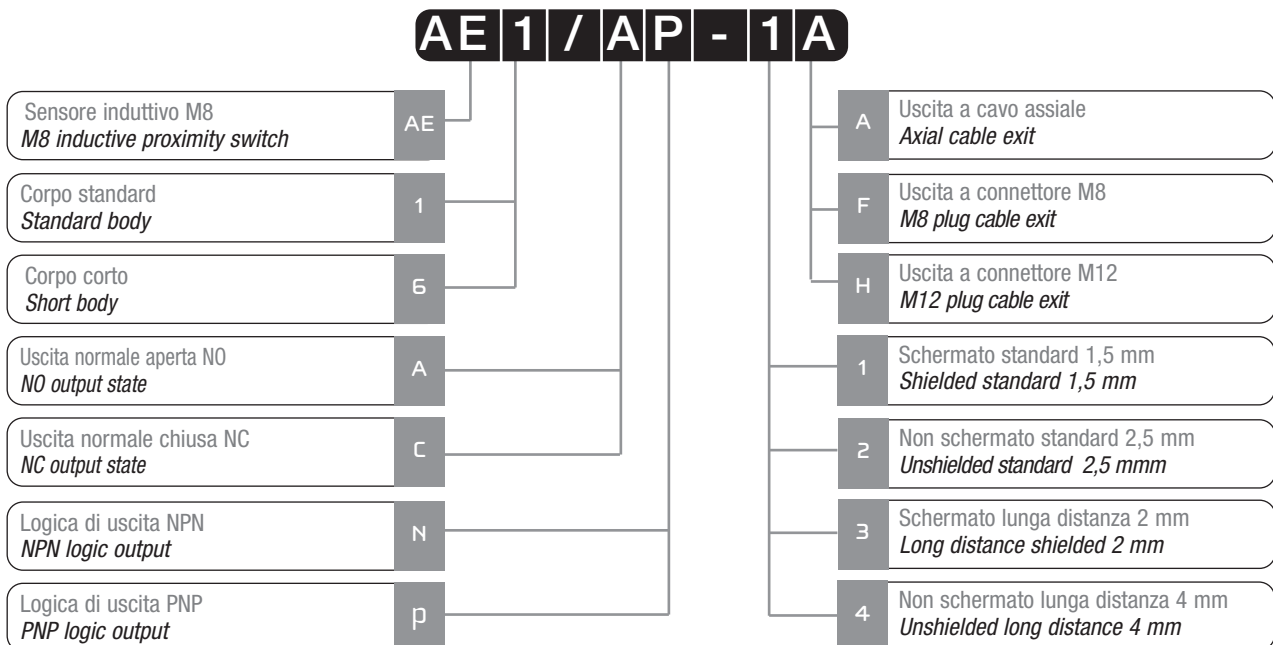 AE1/AP-1A
Sensore induttivo M8
M8 inductive proximity switch
AE
Corpo standard
Standard body
1
Corpo corto
Short body
6
Uscita normale aperta NO
NO output state
A
Uscita normale chiusa NC
NC output state
C
Logica di uscita NPN
NPN logic output
N
Logica di uscita PNP
PNP logic output
p
A
Uscita a cavo assiale
Axial cable exit
F
Uscita a connettore M8
M8 plug cable exit
H
Uscita a connettore M12
M12 plug cable exit
1
Schermato standard 1,5 mm
Shielded standard 1,5 mm
2
Non schermato standard 2,5 mm
Unshielded standard 2,5 mmm
3
Schermato lunga distanza 2 mm
Long distance shielded 2 mm
4
Non schermato lunga distanza 4 mm
Unshielded long distance 4 mm